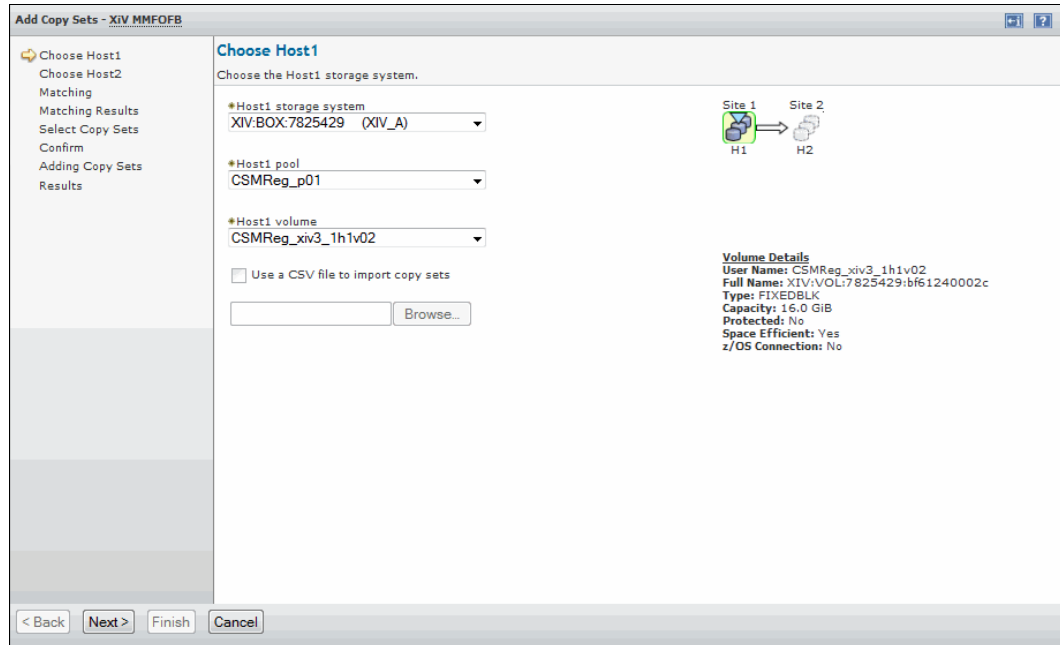 Add Copy Sets - XiV MMFOFB
Choose Host1
Choose Host2
Matching
Matching Results
Select Copy Sets
Confirm
Adding Copy Sets
Results
Choose Host1
Choose the Host1 storage system.
*Host1 storage system
XIV:BOX:7825429 (XIV_A)
*Host1 pool
CSMReg_p01
*Host1 volume
CSMReg_xiv3_1h1v02
Use a CSV file to import copy sets
Browse...
Site 1 Site 2
H1 H2
Volume Details
User Name: CSMReg_xiv3_1h1v02
Full Name: XIV:VOL:7825429:bf61240002c
Type: FIXEDBLK
Capacity: 16.0 GiB
Protected: No
Space Efficient: Yes
z/OS Connection: No
< Back Next > Finish Cancel